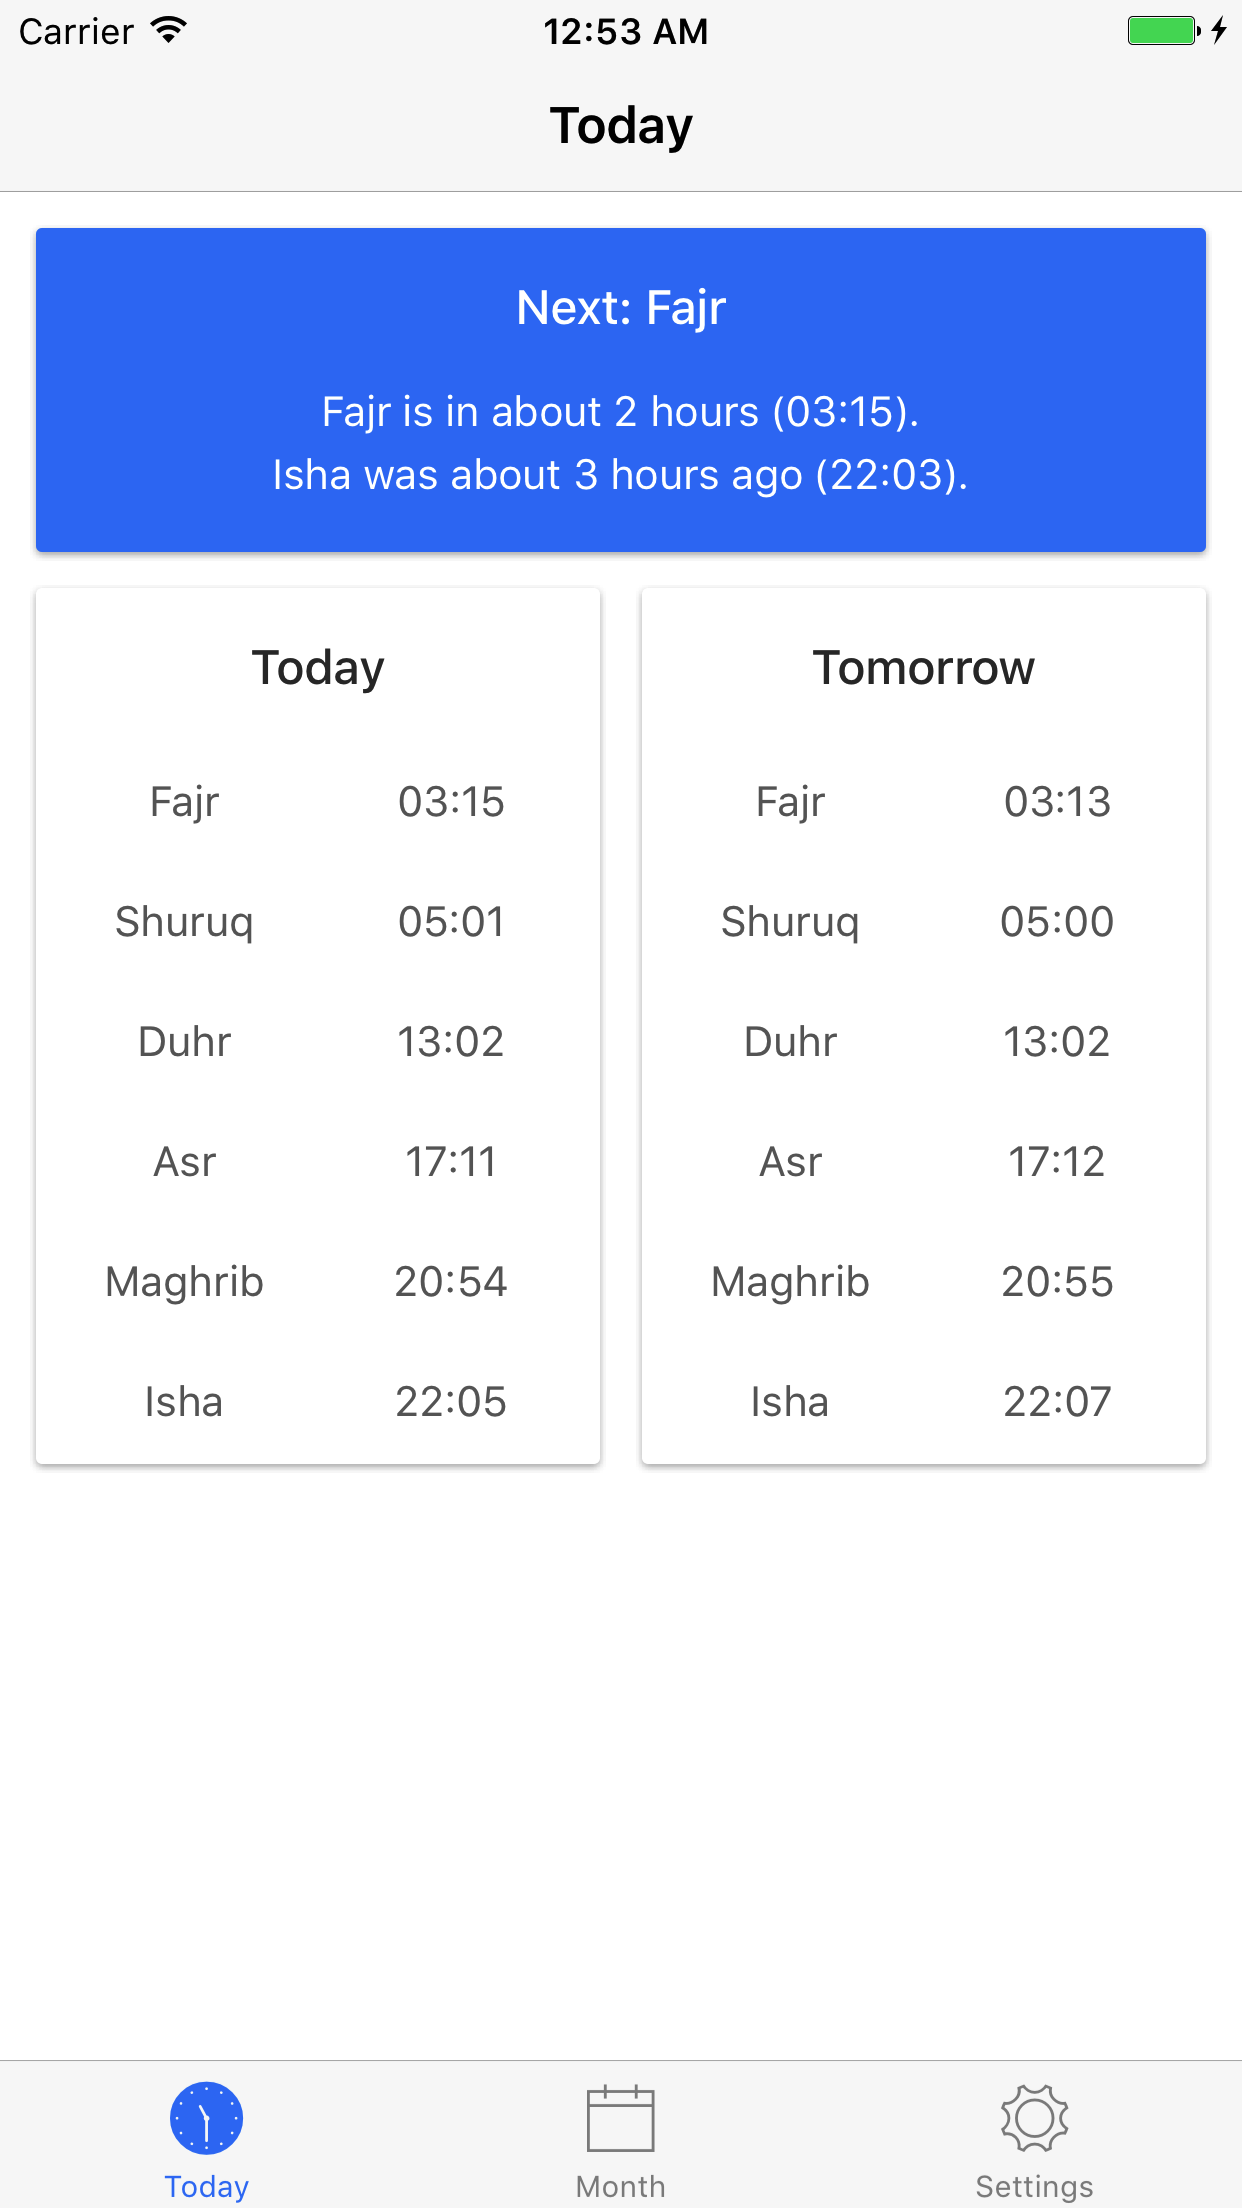 Carrier 12:53 AM
Today
Next: Fajr
Fajr is in about 2 hours (03:15).
Isha was about 3 hours ago (22:03).
Today
Fajr 03:15
Shuruq 05:01
Duhr 13:02
Asr 17:11
Maghrib 20:54
Isha 22:05
Tomorrow
Fajr 03:13
Shuruq 05:00
Duhr 13:02
Asr 17:12
Maghrib 20:55
Isha 22:07
Today Month Settings